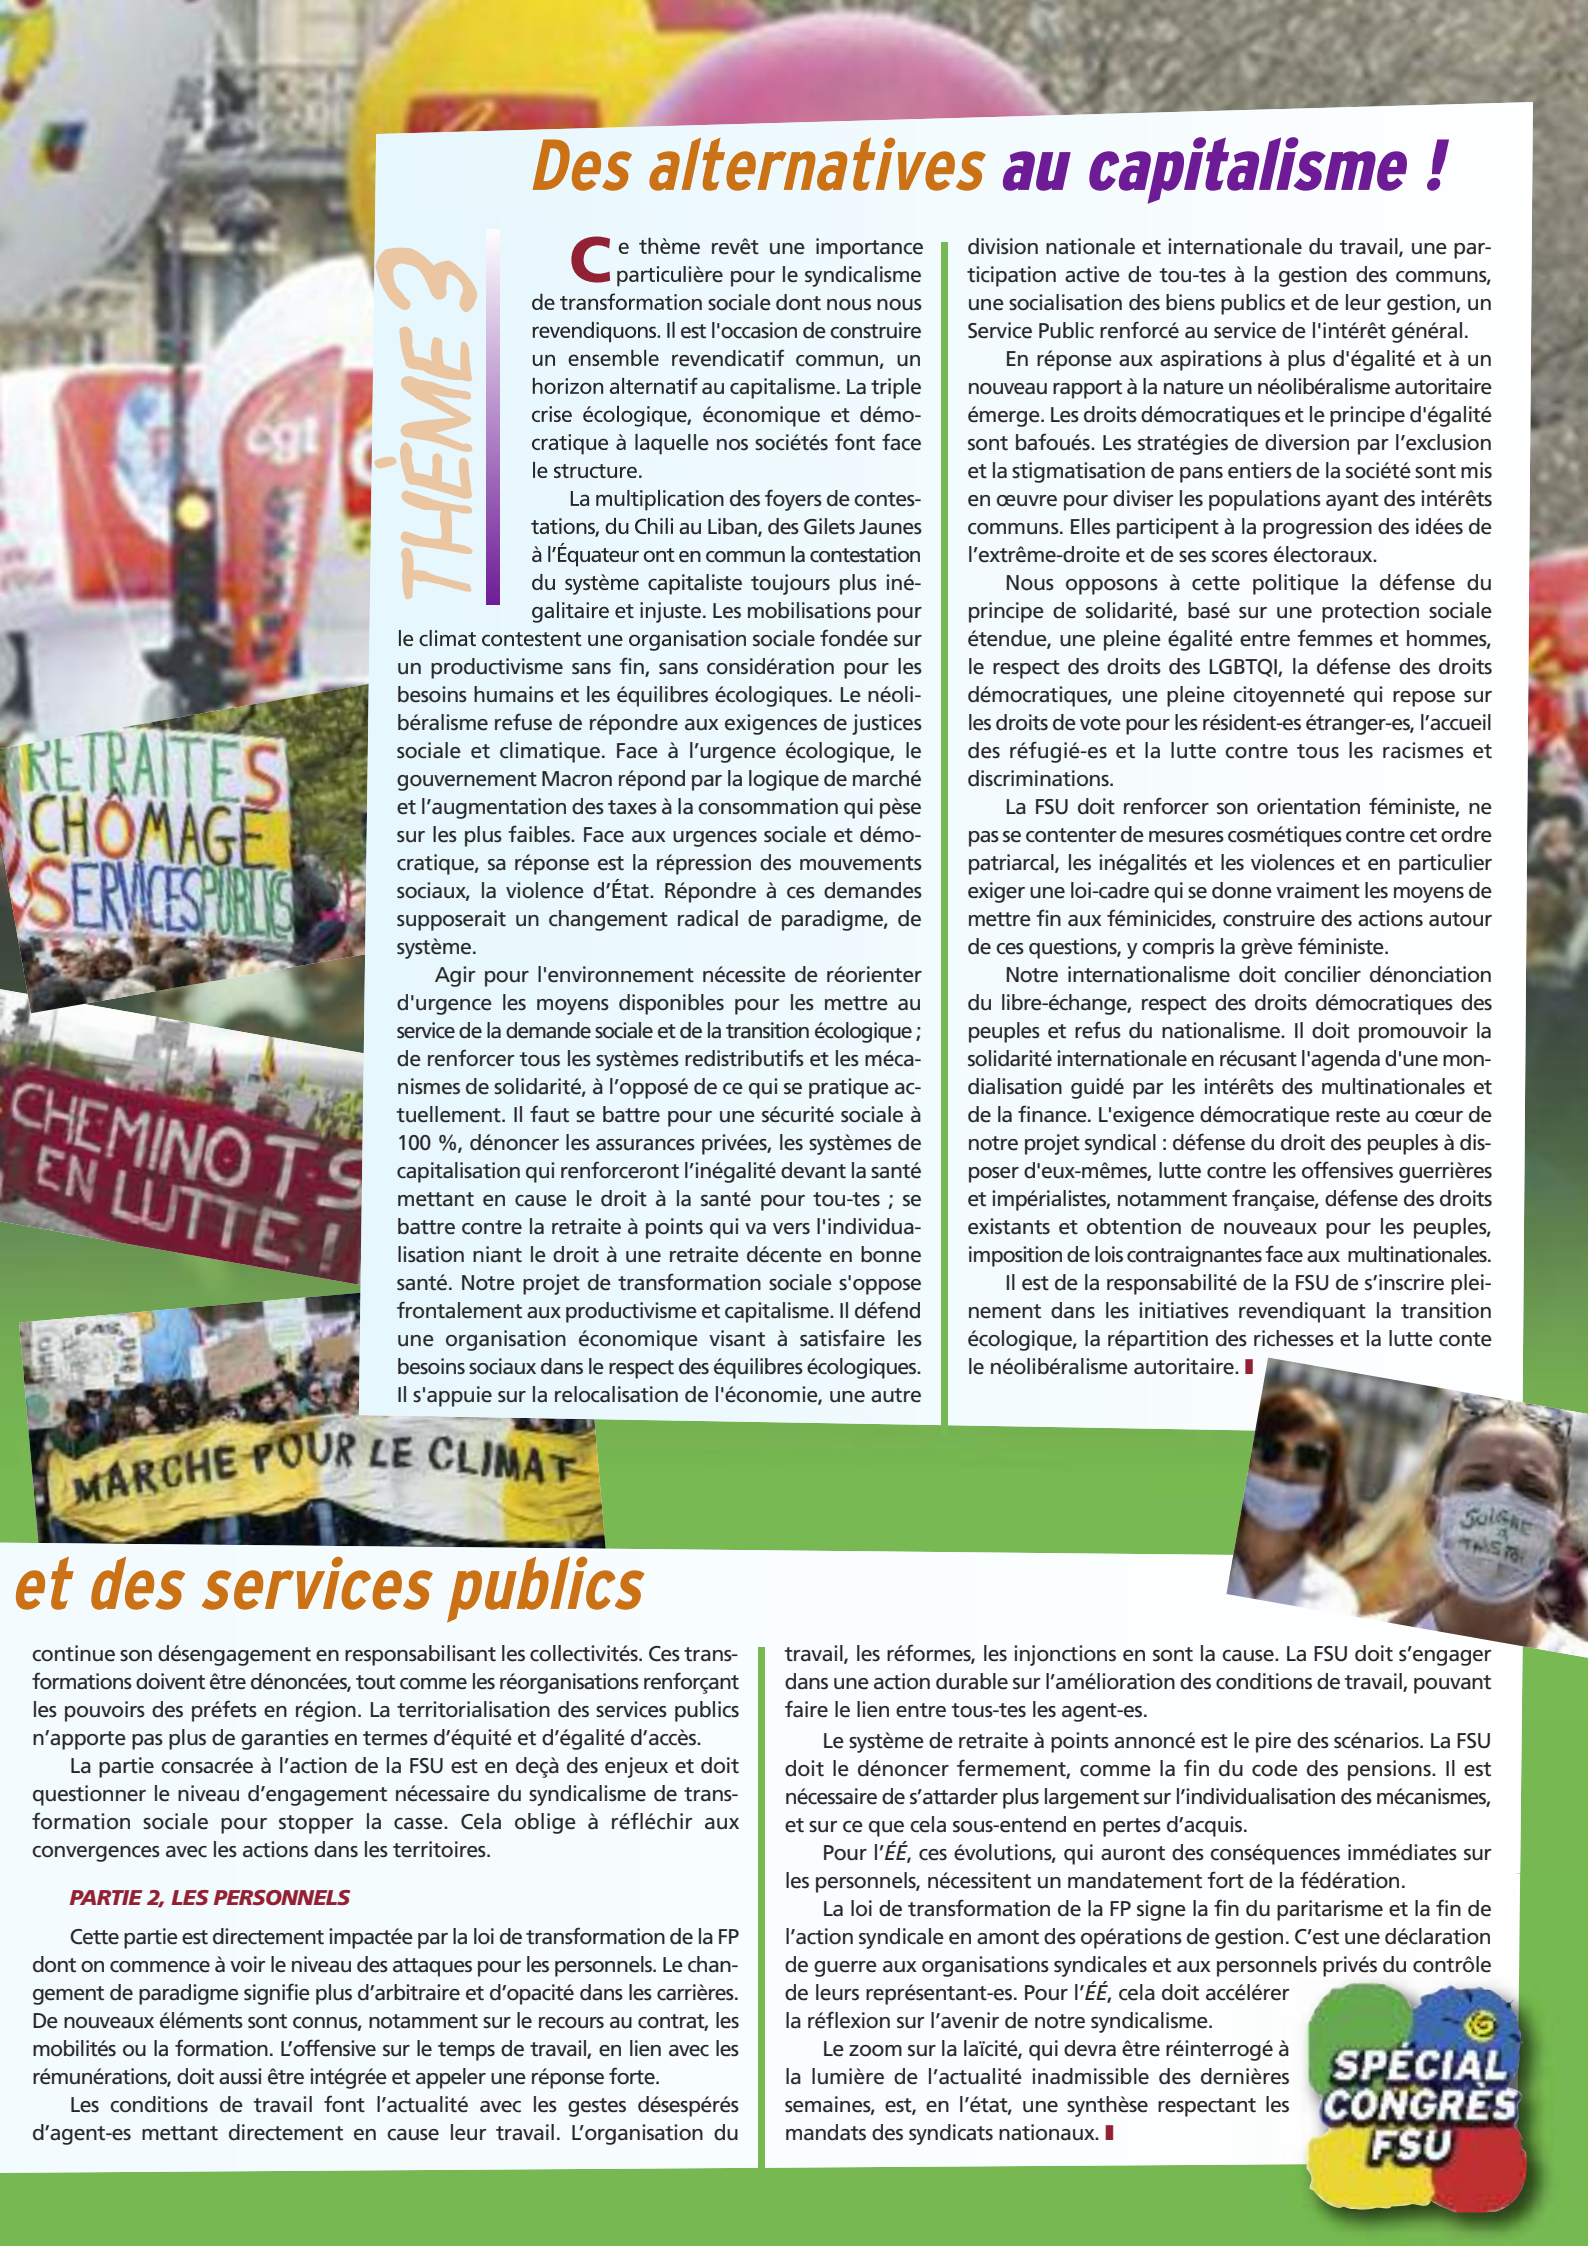 Des alternatives au capitalisme !
THÈME 3
Ce thème revêt une importance
particulière pour le syndicalisme
de transformation sociale dont nous nous
revendiquons. Il est l'occasion de construire
un ensemble revendicatif commun, un
horizon alternatif au capitalisme. La triple
crise écologique, économique et démo-
cratique à laquelle nos sociétés font face
le structure.
La multiplication des foyers de contes-
tations, du Chili au Liban, des Gilets Jaunes
à l’Équateur ont en commun la contestation
du système capitaliste toujours plus iné-
galitaire et injuste. Les mobilisations pour
le climat contestent une organisation sociale fondée sur
un productivisme sans fin, sans considération pour les
besoins humains et les équilibres écologiques. Le néoli-
béralisme refuse de répondre aux exigences de justices
sociale et climatique. Face à l’urgence écologique, le
gouvernement Macron répond par la logique de marché
et l’augmentation des taxes à la consommation qui pèse
sur les plus faibles. Face aux urgences sociale et démo-
cratique, sa réponse est la répression des mouvements
sociaux, la violence d’État. Répondre à ces demandes
supposerait un changement radical de paradigme, de
système.
Agir pour l'environnement nécessite de réorienter
d'urgence les moyens disponibles pour les mettre au
service de la demande sociale et de la transition écologique ;
de renforcer tous les systèmes redistributifs et les méca-
nismes de solidarité, à l’opposé de ce qui se pratique ac-
tuellement. Il faut se battre pour une sécurité sociale à
100 %, dénoncer les assurances privées, les systèmes de
capitalisation qui renforceront l’inégalité devant la santé
mettant en cause le droit à la santé pour tou-tes ; se
battre contre la retraite à points qui va vers l'individua-
lisation niant le droit à une retraite décente en bonne
santé. Notre projet de transformation sociale s'oppose
frontalement aux productivisme et capitalisme. Il défend
une organisation économique visant à satisfaire les
besoins sociaux dans le respect des équilibres écologiques.
Il s'appuie sur la relocalisation de l'économie, une autre
division nationale et internationale du travail, une par-
ticipation active de tou-tes à la gestion des communs,
une socialisation des biens publics et de leur gestion, un
Service Public renforcé au service de l'intérêt général.
En réponse aux aspirations à plus d'égalité et à un
nouveau rapport à la nature un néolibéralisme autoritaire
émerge. Les droits démocratiques et le principe d'égalité
sont bafoués. Les stratégies de diversion par l’exclusion
et la stigmatisation de pans entiers de la société sont mis
en œuvre pour diviser les populations ayant des intérêts
communs. Elles participent à la progression des idées de
l’extrême-droite et de ses scores électoraux.
Nous opposons à cette politique la défense du
principe de solidarité, basé sur une protection sociale
étendue, une pleine égalité entre femmes et hommes,
le respect des droits des LGBTQI, la défense des droits
démocratiques, une pleine citoyenneté qui repose sur
les droits de vote pour les résident-es étranger-es, l’accueil
des réfugié-es et la lutte contre tous les racismes et
discriminations.
La FSU doit renforcer son orientation féministe, ne
pas se contenter de mesures cosmétiques contre cet ordre
patriarcal, les inégalités et les violences et en particulier
exiger une loi-cadre qui se donne vraiment les moyens de
mettre fin aux féminicides, construire des actions autour
de ces questions, y compris la grève féministe.
Notre internationalisme doit concilier dénonciation
du libre-échange, respect des droits démocratiques des
peuples et refus du nationalisme. Il doit promouvoir la
solidarité internationale en récusant l'agenda d'une mon-
dialisation guidé par les intérêts des multinationales et
de la finance. L'exigence démocratique reste au cœur de
notre projet syndical : défense du droit des peuples à dis-
poser d'eux-mêmes, lutte contre les offensives guerrières
et impérialistes, notamment française, défense des droits
existants et obtention de nouveaux pour les peuples,
imposition de lois contraignantes face aux multinationales.
Il est de la responsabilité de la FSU de s’inscrire plei-
nement dans les initiatives revendiquant la transition
écologique, la répartition des richesses et la lutte conte
le néolibéralisme autoritaire.
cgt
RETRAITES
CHÔMAGE
SERVICES PUBLICS
CHEMINOTS
EN LUTTE !
PAS
MARCHE POUR LE CLIMAT
SOIGNE
et des services publics
continue son désengagement en responsabilisant les collectivités. Ces trans-
formations doivent être dénoncées, tout comme les réorganisations renforçant
les pouvoirs des préfets en région. La territorialisation des services publics
n’apporte pas plus de garanties en termes d’équité et d’égalité d’accès.
La partie consacrée à l’action de la FSU est en deçà des enjeux et doit
questionner le niveau d’engagement nécessaire du syndicalisme de trans-
formation sociale pour stopper la casse. Cela oblige à réfléchir aux
convergences avec les actions dans les territoires.
PARTIE 2, LES PERSONNELS
Cette partie est directement impactée par la loi de transformation de la FP
dont on commence à voir le niveau des attaques pour les personnels. Le chan-
gement de paradigme signifie plus d’arbitraire et d’opacité dans les carrières.
De nouveaux éléments sont connus, notamment sur le recours au contrat, les
mobilités ou la formation. L’offensive sur le temps de travail, en lien avec les
rémunérations, doit aussi être intégrée et appeler une réponse forte.
Les conditions de travail font l’actualité avec les gestes désespérés
d’agent-es mettant directement en cause leur travail. L’organisation du
travail, les réformes, les injonctions en sont la cause. La FSU doit s’engager
dans une action durable sur l’amélioration des conditions de travail, pouvant
faire le lien entre tous-tes les agent-es.
Le système de retraite à points annoncé est le pire des scénarios. La FSU
doit le dénoncer fermement, comme la fin du code des pensions. Il est
nécessaire de s’attarder plus largement sur l’individualisation des mécanismes,
et sur ce que cela sous-entend en pertes d’acquis.
Pour l’ÉÉ, ces évolutions, qui auront des conséquences immédiates sur
les personnels, nécessitent un mandatement fort de la fédération.
La loi de transformation de la FP signe la fin du paritarisme et la fin de
l’action syndicale en amont des opérations de gestion. C’est une déclaration
de guerre aux organisations syndicales et aux personnels privés du contrôle
de leurs représentant-es. Pour l’ÉÉ, cela doit accélérer
la réflexion sur l’avenir de notre syndicalisme.
Le zoom sur la laïcité, qui devra être réinterrogé à
la lumière de l’actualité inadmissible des dernières
semaines, est, en l’état, une synthèse respectant les
mandats des syndicats nationaux.
SPÉCIAL
CONGRÈS
FSU